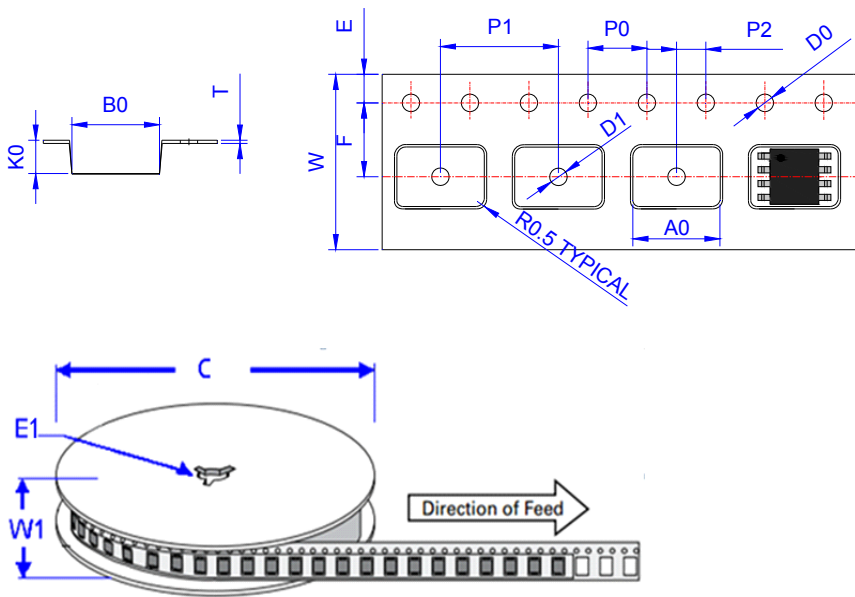 E
P1
P0
P2
D0
T
B0
K0
W
F
D1
A0
R0.5 TYPICAL
C
E1
W1
Direction of Feed